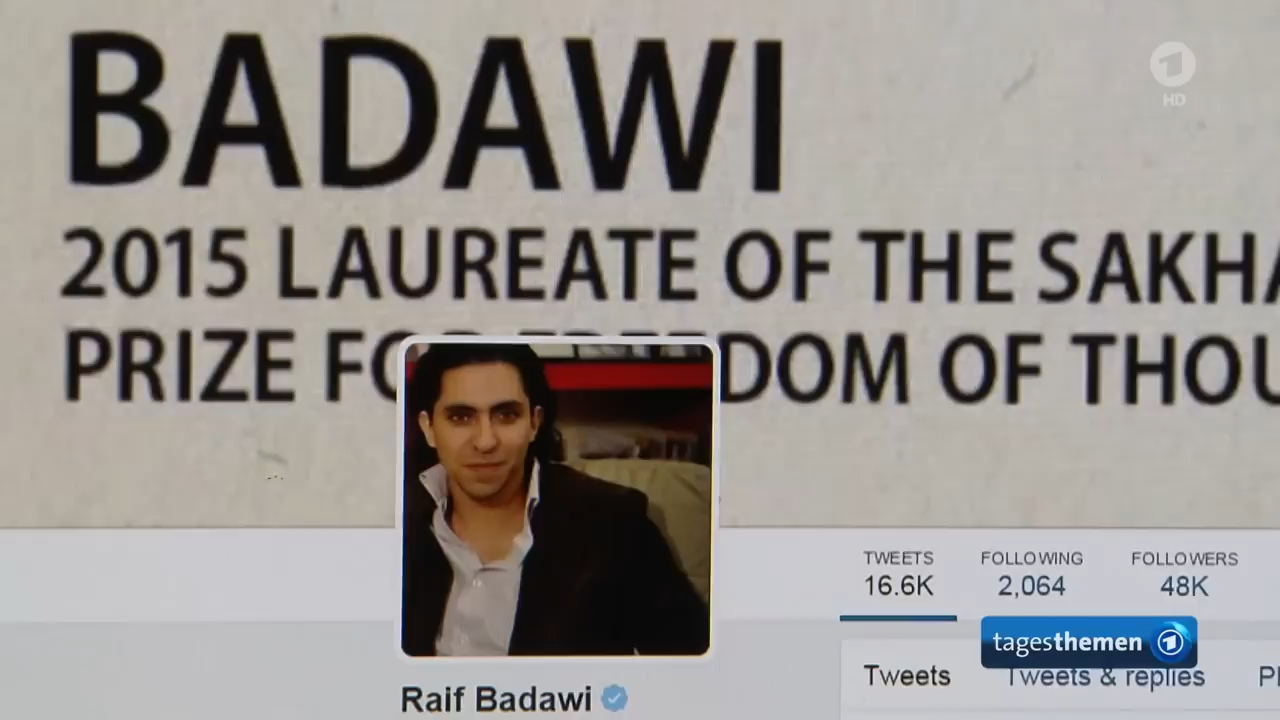 BADAWI
HD
2015 LAUREATE OF THE SAKHA
PRIZE FO DOM OF THOU
TWEETS FOLLOWING FOLLOWERS
16.6K 2,064 48K
tagesthemen 1
Tweets Tweets & replies
Raif Badawi